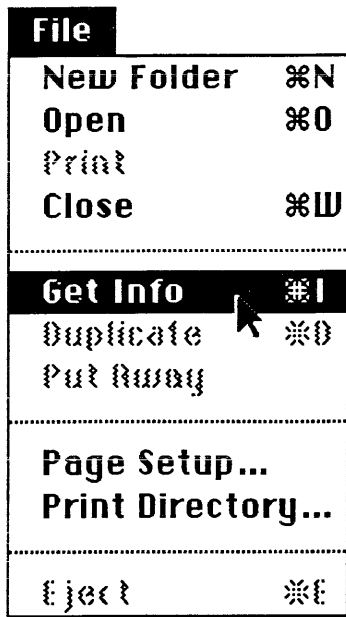 File
New Folder ⌘N
Open ⌘O
Print
Close ⌘W
Get Info ⌘I
Duplicate ⌘D
Put Away
Page Setup...
Print Directory...
Eject ⌘E